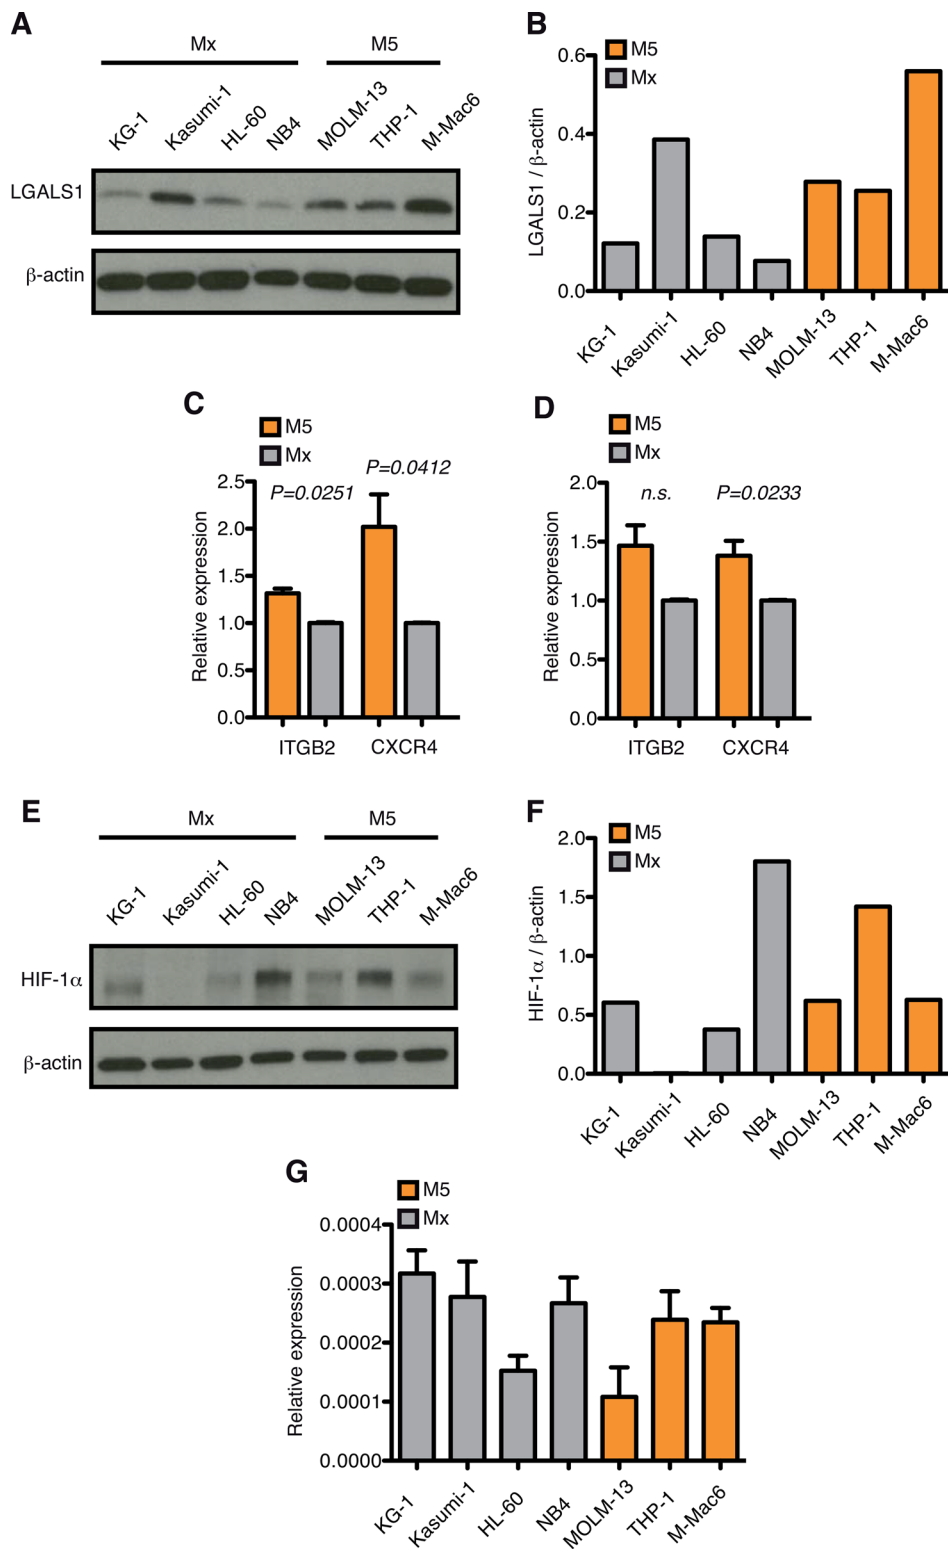 A
Mx
M5
KG-1
Kasumi-1
HL-60
NB4
MOLM-13
THP-1
M-Mac6
LGALS1
β-actin
B
M5
Mx
LGALS1 / β-actin
0.6
0.4
0.2
0.0
KG-1
Kasumi-1
HL-60
NB4
MOLM-13
THP-1
M-Mac6
C
M5
Mx
P=0.0251
P=0.0412
Relative expression
2.5
2.0
1.5
1.0
0.5
0.0
ITGB2
CXCR4
D
M5
Mx
n.s.
P=0.0233
Relative expression
2.0
1.5
1.0
0.5
0.0
ITGB2
CXCR4
E
Mx
M5
KG-1
Kasumi-1
HL-60
NB4
MOLM-13
THP-1
M-Mac6
HIF-1α
β-actin
F
M5
Mx
HIF-1α / β-actin
2.0
1.5
1.0
0.5
0.0
KG-1
Kasumi-1
HL-60
NB4
MOLM-13
THP-1
M-Mac6
G
M5
Mx
Relative expression
0.0004
0.0003
0.0002
0.0001
0.0000
KG-1
Kasumi-1
HL-60
NB4
MOLM-13
THP-1
M-Mac6